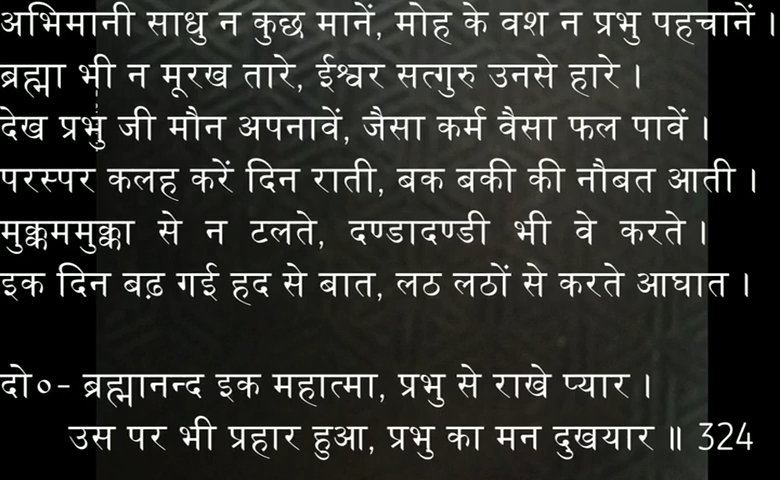 अभिमानी साधु न कुछ मानें, मोह के वश न प्रभु पहचानें ।
ब्रह्मा भी न मूरख तारे, ईश्वर सत्गुरु उनसे हारे ।
देख प्रभु जी मौन अपनावें, जैसा कर्म वैसा फल पावें ।
परस्पर कलह करें दिन राती, बक बकी की नौबत आती ।
मुक्कममुक्का से न टलते, दण्डादण्डी भी वे करते ।
इक दिन बढ़ गई हद से बात, लठ लठों से करते आघात ।
दो०- ब्रह्मानन्द इक महात्मा, प्रभु से राखे प्यार ।
उस पर भी प्रहार हुआ, प्रभु का मन दुखयार ॥ 324